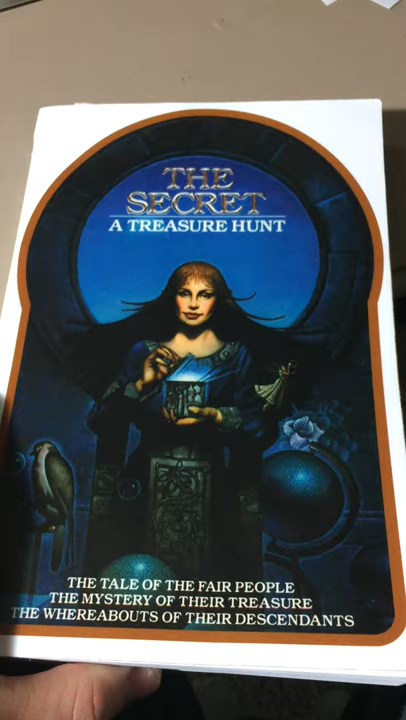 THE
SECRET
A TREASURE HUNT
THE TALE OF THE FAIR PEOPLE
THE MYSTERY OF THEIR TREASURE
THE WHEREABOUTS OF THEIR DESCENDANTS